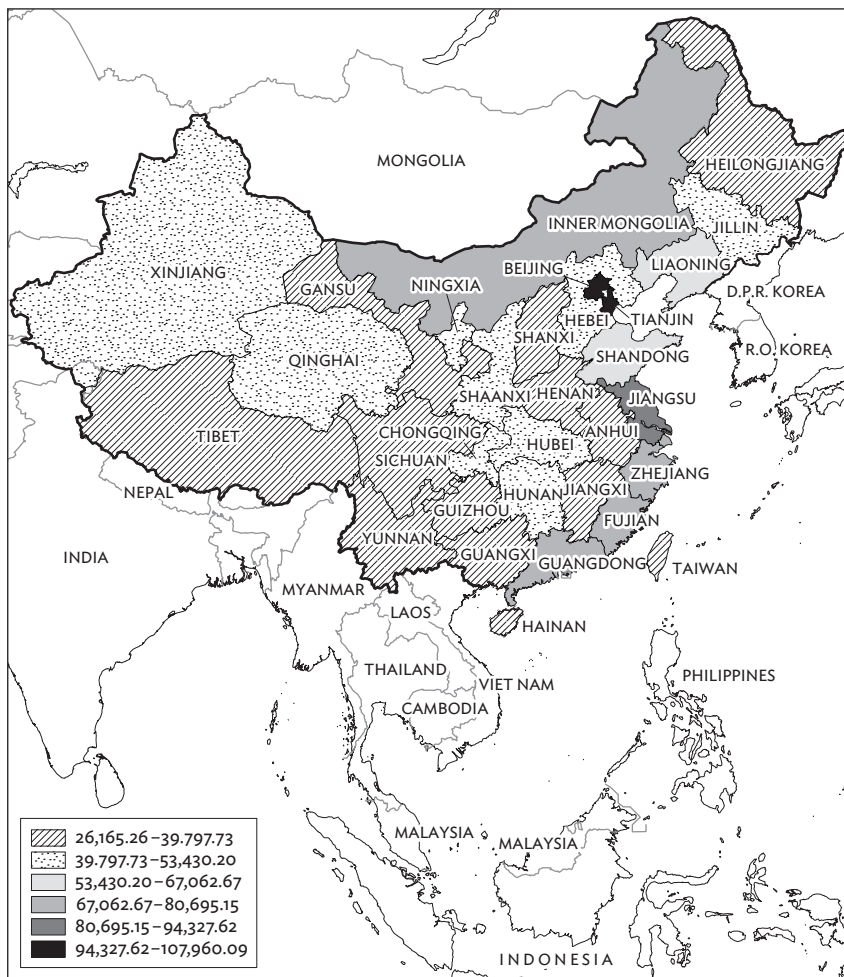 MONGOLIA
HEILONGJIANG
INNER MONGOLIA
JILLIN
XINJIANG
BEIJING
LIAONING
GANSU
NINGXIA
D.P.R. KOREA
HEBEI
TIANJIN
SHANXI
R.O. KOREA
QINGHAI
SHANDONG
SHAANXI
HENAN
JIANGSU
TIBET
CHONGQING
ANHUI
HUBEI
SICHUAN
ZHEJIANG
NEPAL
HUNAN
JIANGXI
GUIZHOU
FUJIAN
YUNNAN
GUANGXI
INDIA
GUANGDONG
TAIWAN
MYANMAR
LAOS
HAINAN
THAILAND
PHILIPPINES
VIET NAM
CAMBODIA
MALAYSIA
MALAYSIA
INDONESIA
26,165.26–39.797.73
39.797.73–53,430.20
53,430.20–67,062.67
67,062.67–80,695.15
80,695.15–94,327.62
94,327.62–107,960.09